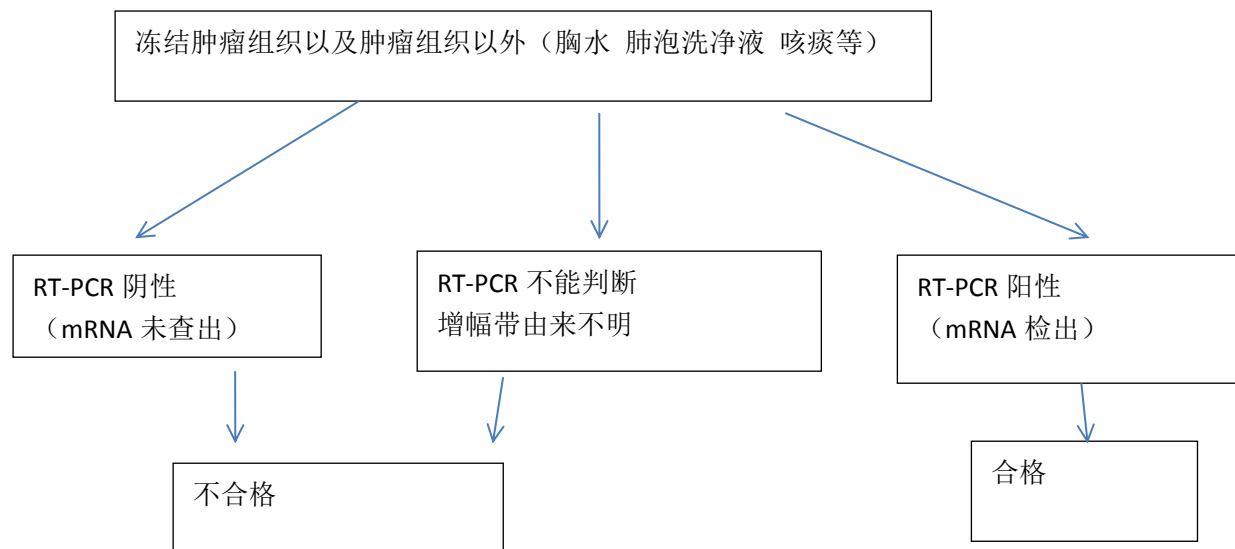 冻结肿瘤组织以及肿瘤组织以外（胸水 肺泡洗净液 咳痰等）
RT-PCR 阴性
（mRNA 未查出）
RT-PCR 不能判断
增幅带由来不明
RT-PCR 阳性
（mRNA 检出）
不合格
合格